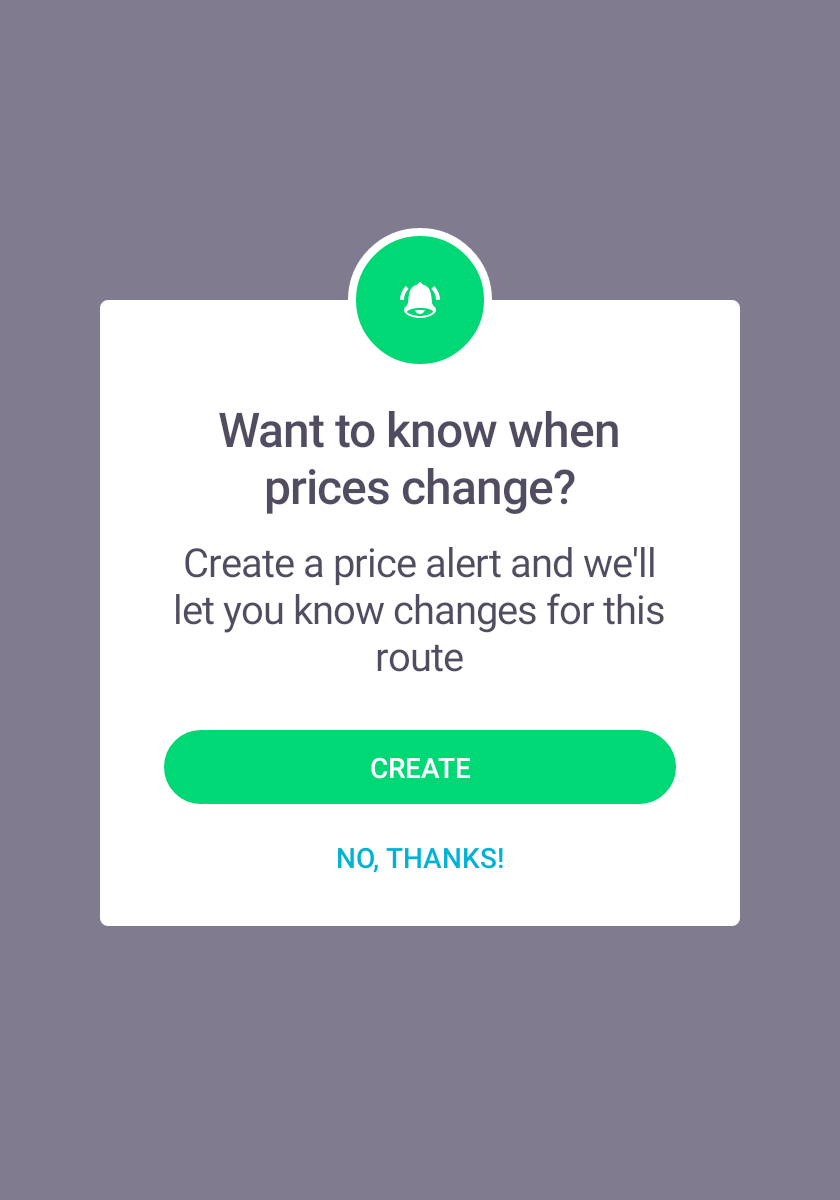 Want to know when
prices change?
Create a price alert and we'll
let you know changes for this
route
CREATE
NO, THANKS!